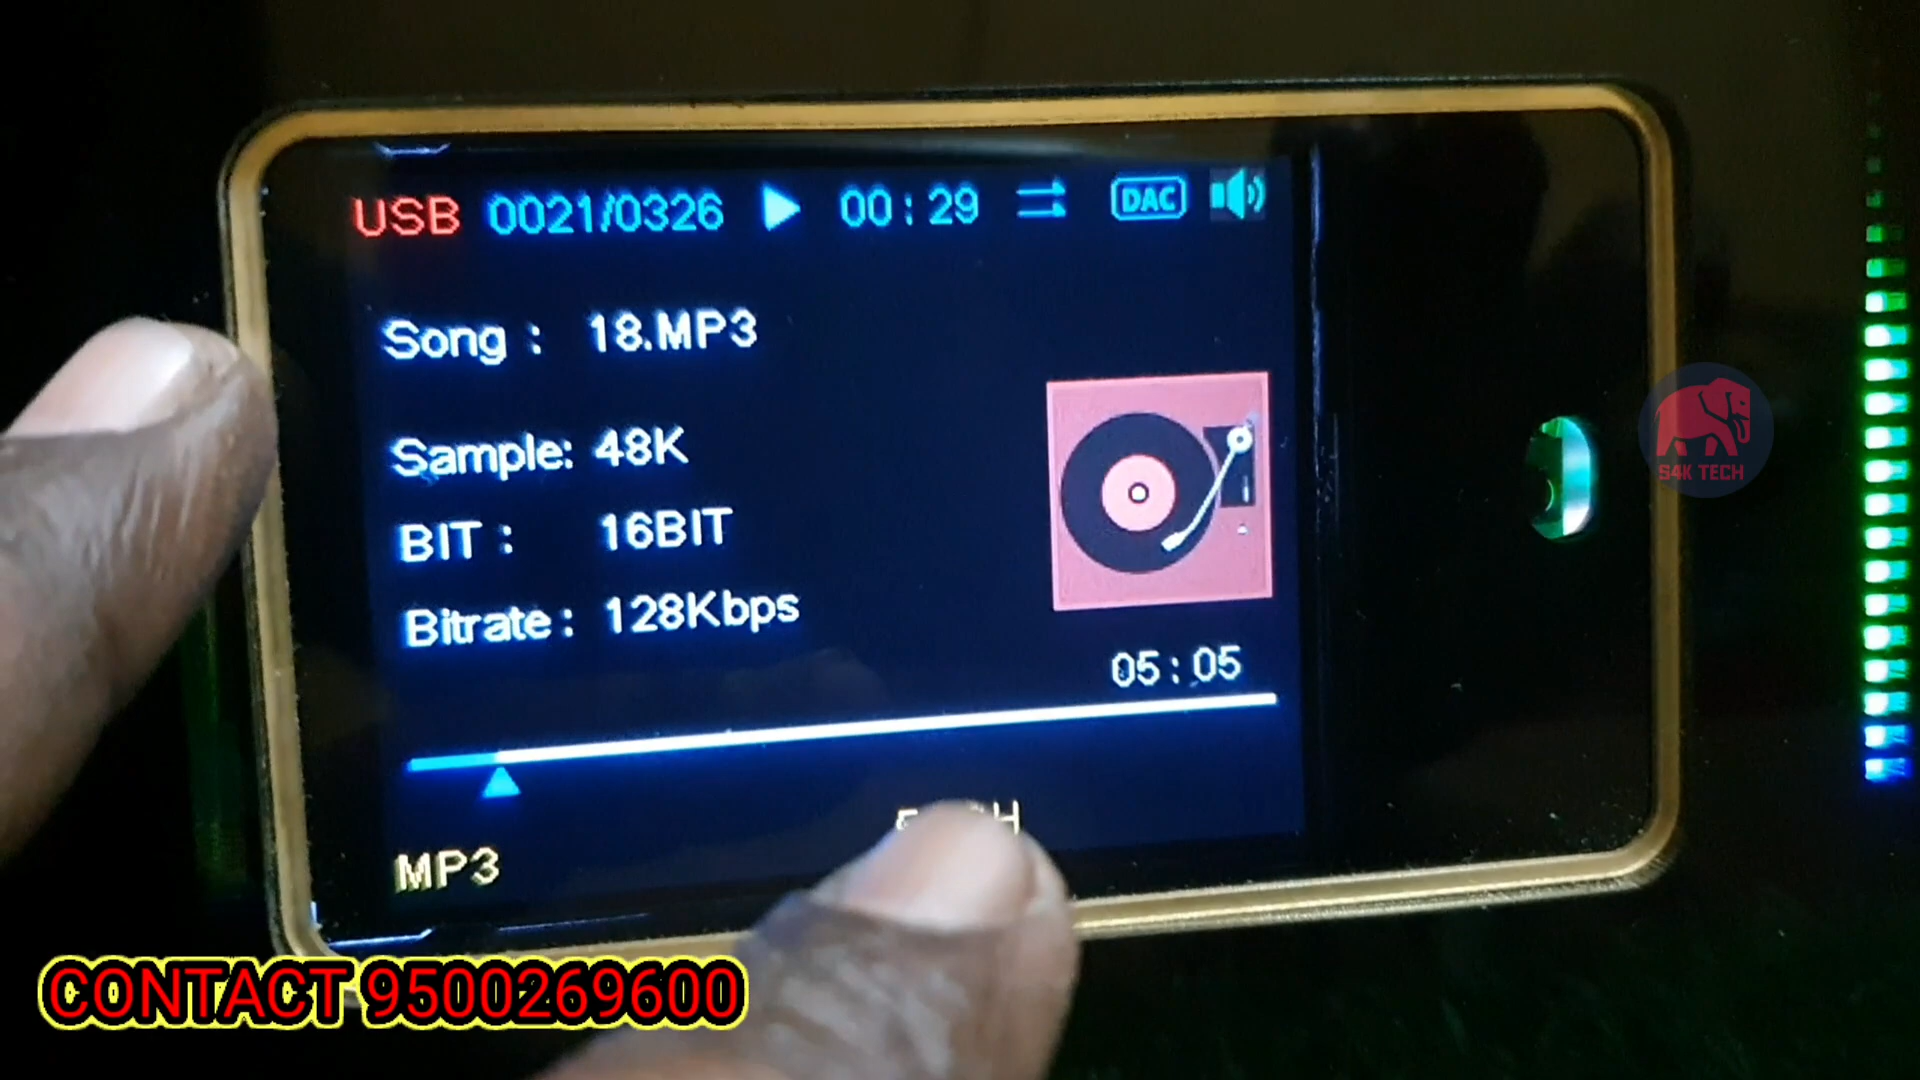 USB 0021/0326 00:29 DAC
Song : 18.MP3
Sample: 48K
BIT : 16BIT
Bitrate : 128Kbps
05:05
MP3
S4K TECH
CONTACT 9500269600